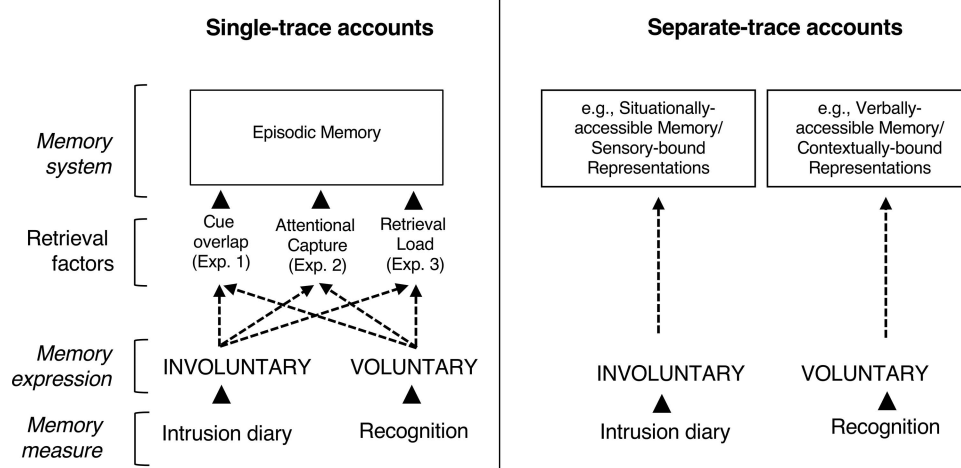 Single-trace accounts
Separate-trace accounts
Memory
system
Episodic Memory
e.g., Situationally-
accessible Memory/
Sensory-bound
Representations
e.g., Verbally-
accessible Memory/
Contextually-bound
Representations
Retrieval
factors
Cue
overlap
(Exp. 1)
Attentional
Capture
(Exp. 2)
Retrieval
Load
(Exp. 3)
Memory
expression
INVOLUNTARY
VOLUNTARY
INVOLUNTARY
VOLUNTARY
Memory
measure
Intrusion diary
Recognition
Intrusion diary
Recognition